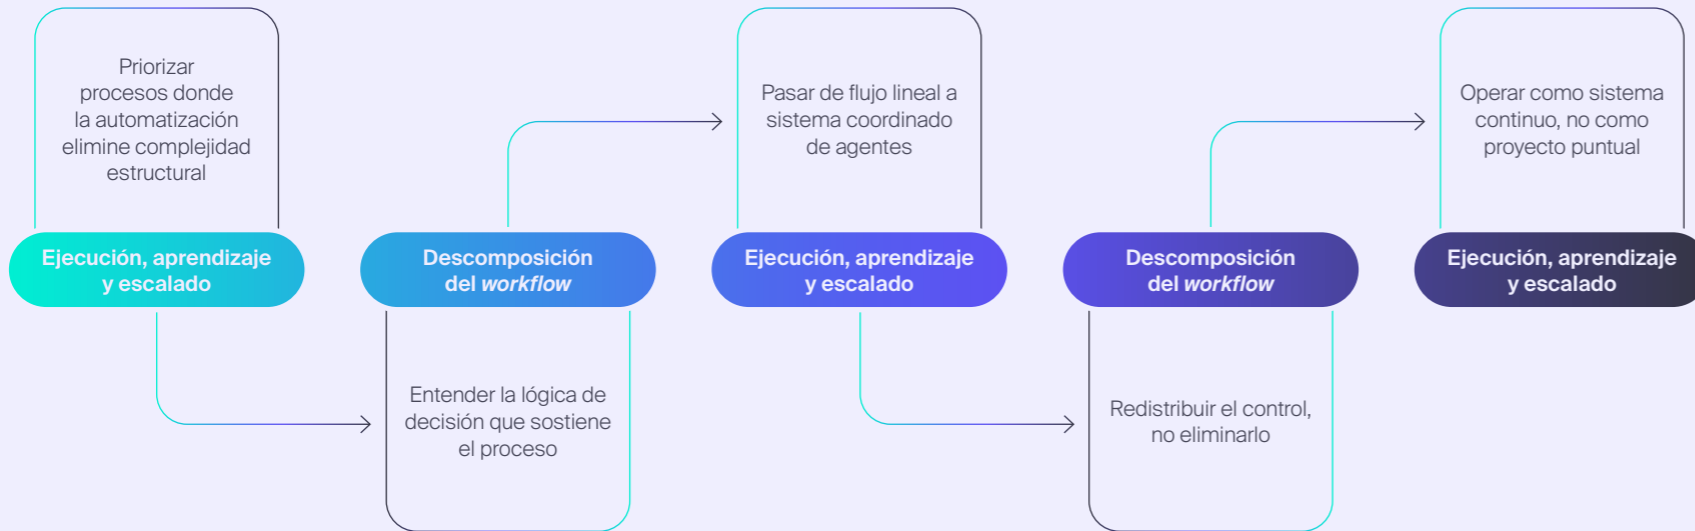 Priorizar
procesos donde
la automatización
elimine complejidad
estructural
Ejecución, aprendizaje
y escalado
Descomposición
del workflow
Entender la lógica de
decisión que sostiene
el proceso
Pasar de flujo lineal a
sistema coordinado
de agentes
Ejecución, aprendizaje
y escalado
Descomposición
del workflow
Redistribuir el control,
no eliminarlo
Operar como sistema
continuo, no como
proyecto puntual
Ejecución, aprendizaje
y escalado